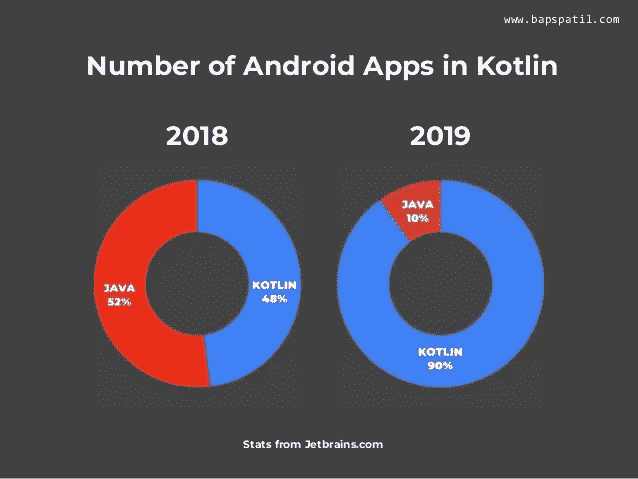 www.bapspatil.com
Number of Android Apps in Kotlin
2018
2019
JAVA
52%
KOTLIN
48%
JAVA
10%
KOTLIN
90%
Stats from Jetbrains.com